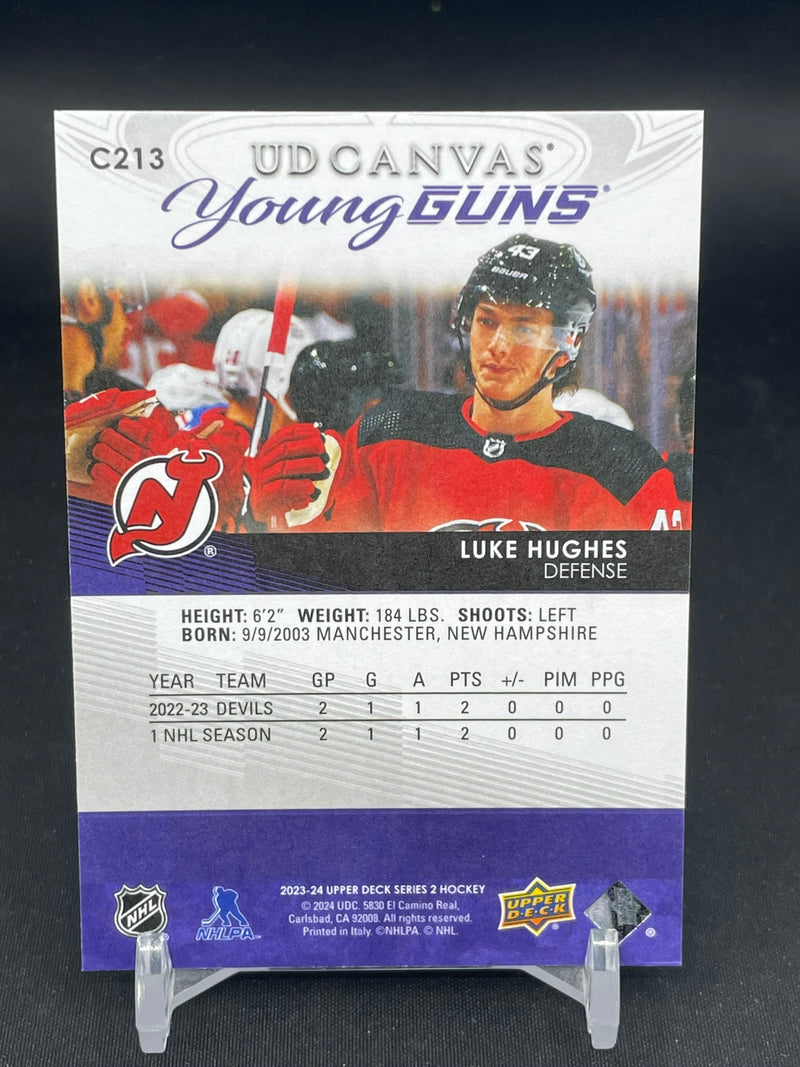 C213
UD CANVAS®
Young GUNS®
43
BAUER
NJ
®
LUKE HUGHES
DEFENSE
HEIGHT: 6'2" WEIGHT: 184 LBS. SHOOTS: LEFT
BORN: 9/9/2003 MANCHESTER, NEW HAMPSHIRE
YEAR TEAM GP G A PTS +/- PIM PPG
2022-23 DEVILS 2 1 1 2 0 0 0
1 NHL SEASON 2 1 1 2 0 0 0
2023-24 UPPER DECK SERIES 2 HOCKEY
© 2024 UDC. 5830 El Camino Real,
Carlsbad, CA 92008. All rights reserved.
Printed in Italy. ©NHLPA. © NHL.
NHL
NHLPA
UPPER
D·E·C·K
®